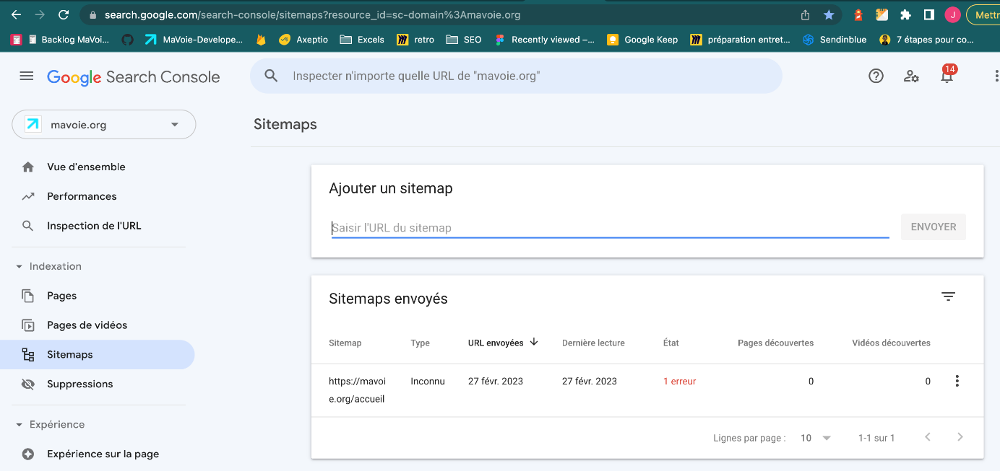 search.google.com/search-console/sitemaps?resource_id=sc-domain%3Amavoie.org
J
Mettr
Backlog MaVoi...
MaVoie-Develope...
Axeptio
Excels
retro
SEO
Recently viewed –...
Google Keep
préparation entret...
Sendinblue
7 étapes pour co...
Google Search Console
Inspecter n'importe quelle URL de "mavoie.org"
14
mavoie.org
Sitemaps
Vue d'ensemble
Performances
Inspection de l'URL
Indexation
Pages
Pages de vidéos
Sitemaps
Suppressions
Expérience
Expérience sur la page
Ajouter un sitemap
Saisir l'URL du sitemap
ENVOYER
Sitemaps envoyés
Sitemap Type URL envoyées Dernière lecture État Pages découvertes Vidéos découvertes
https://mavoi Inconnu 27 févr. 2023 27 févr. 2023 1 erreur 0 0
e.org/accueil
Lignes par page : 10 1-1 sur 1